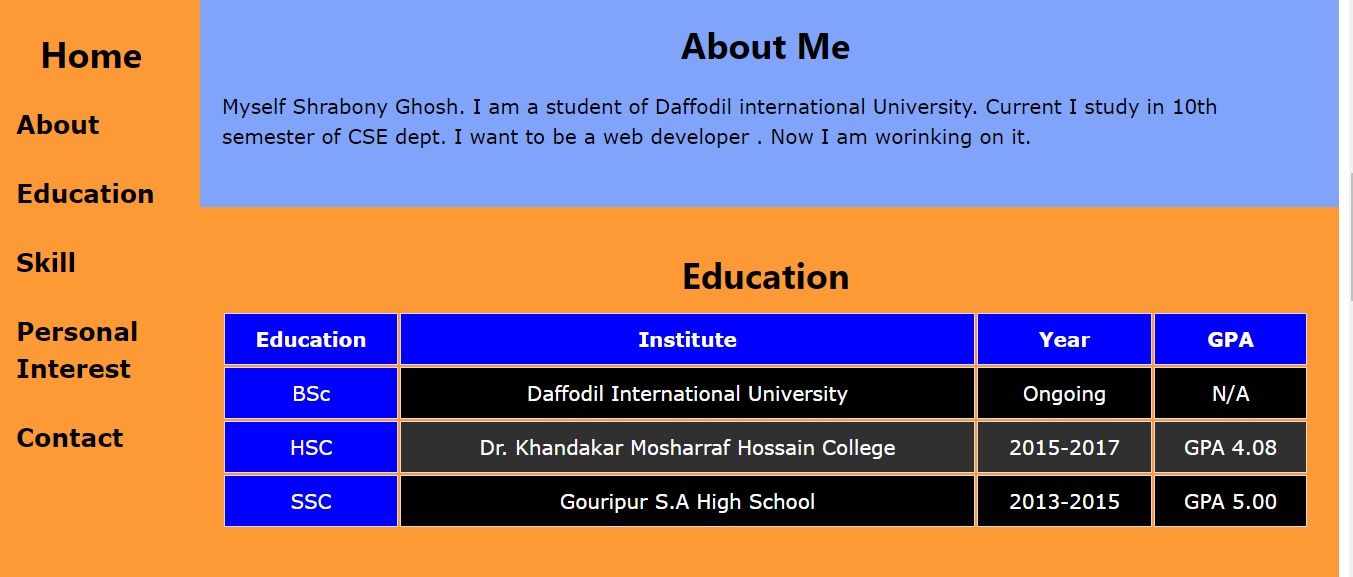 Home
About
Education
Skill
Personal
Interest
Contact
About Me
Myself Shrabony Ghosh. I am a student of Daffodil international University. Current I study in 10th
semester of CSE dept. I want to be a web developer . Now I am worinking on it.
Education
Education Institute Year GPA
BSc Daffodil International University Ongoing N/A
HSC Dr. Khandakar Mosharraf Hossain College 2015-2017 GPA 4.08
SSC Gouripur S.A High School 2013-2015 GPA 5.00